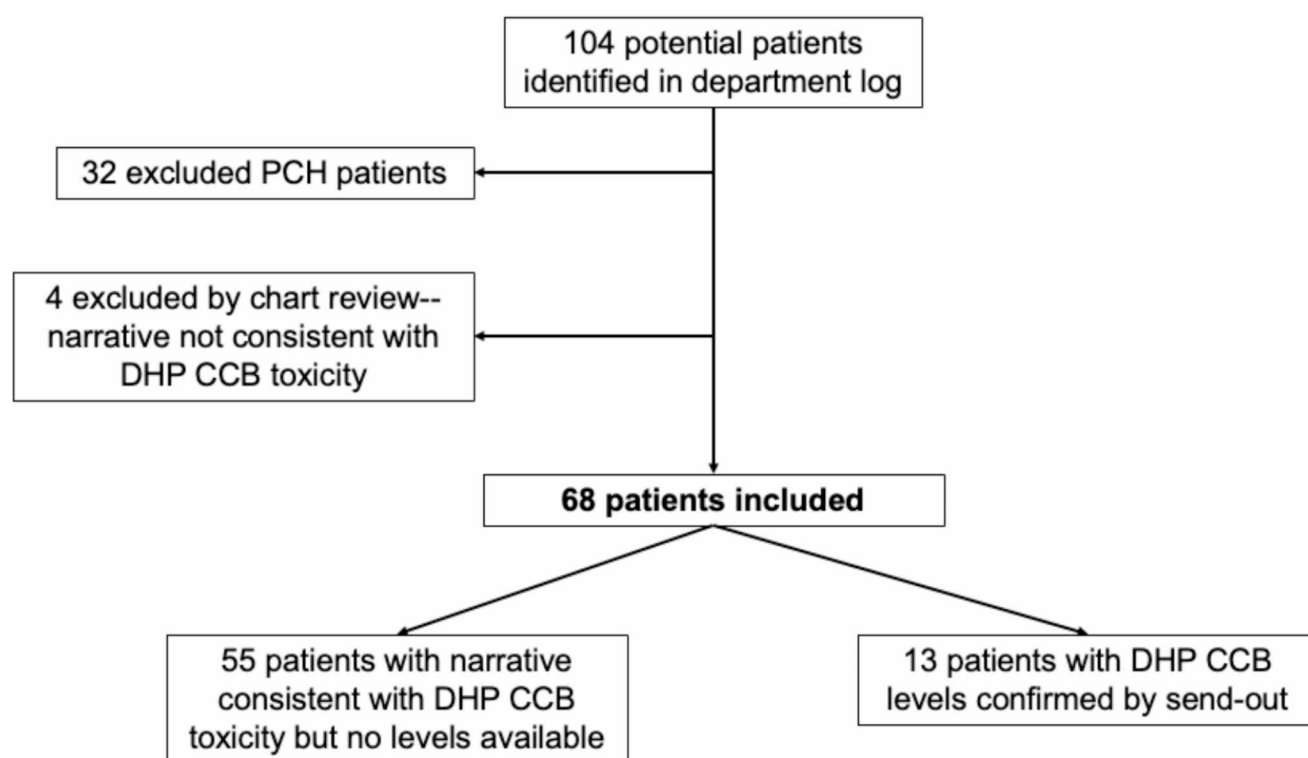 104 potential patients
identified in department log
32 excluded PCH patients
4 excluded by chart review--
narrative not consistent with
DHP CCB toxicity
68 patients included
55 patients with narrative
consistent with DHP CCB
toxicity but no levels available
13 patients with DHP CCB
levels confirmed by send-out